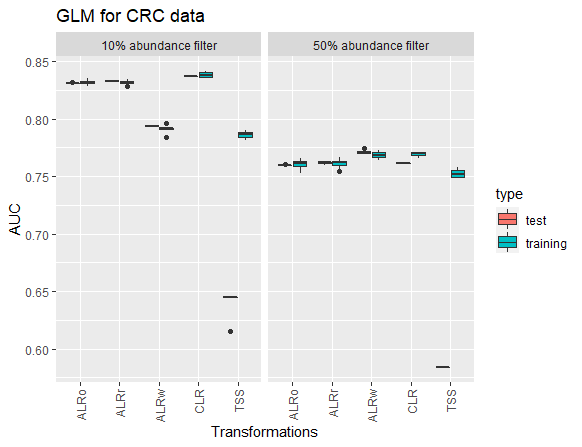 GLM for CRC data
10% abundance filter
50% abundance filter
0.85
0.80
0.75
0.70
0.65
0.60
AUC
ALRo
ALRr
ALRw
CLR
TSS
ALRo
ALRr
ALRw
CLR
TSS
Transformations
type
test
training